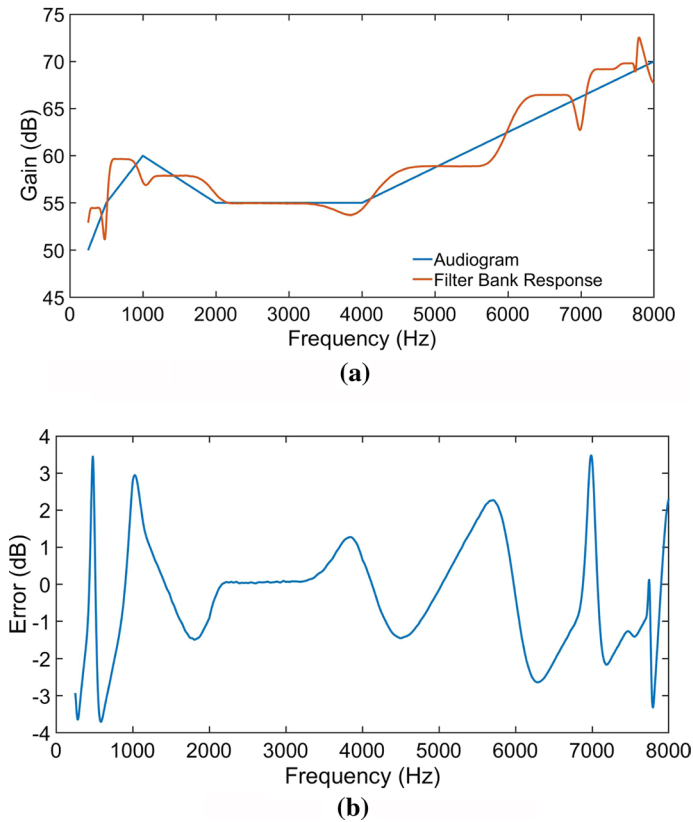 75
70
65
60
55
50
45
Gain (dB)
Audiogram
Filter Bank Response
0 1000 2000 3000 4000 5000 6000 7000 8000
Frequency (Hz)
(a)
4
3
2
1
0
-1
-2
-3
-4
Error (dB)
0 1000 2000 3000 4000 5000 6000 7000 8000
Frequency (Hz)
(b)